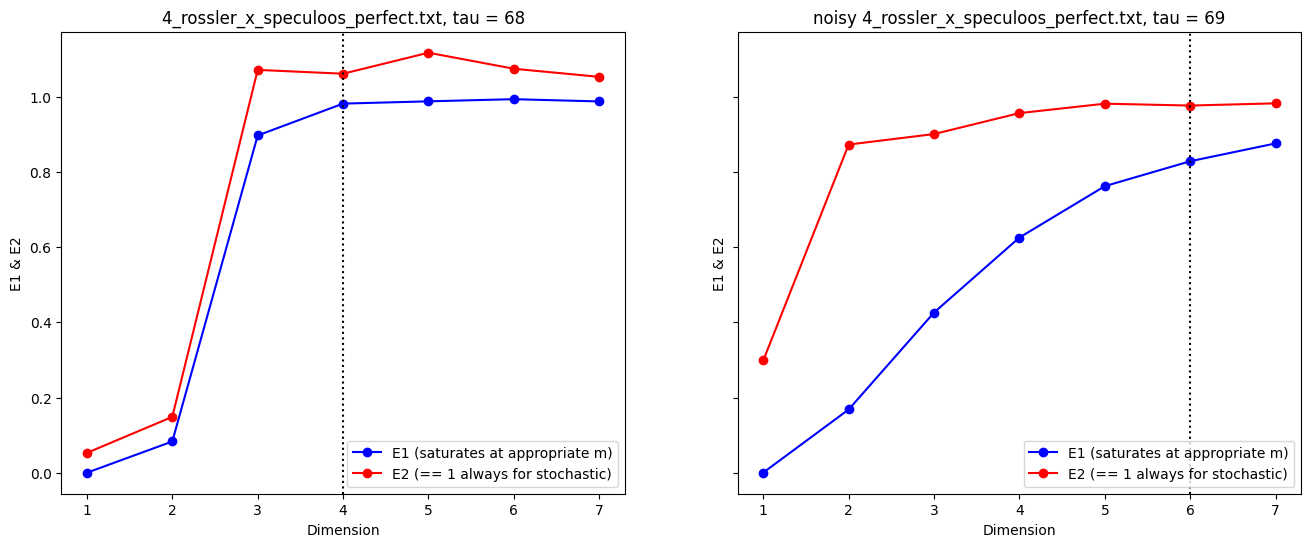 4_rossler_x_speculoos_perfect.txt, tau = 68
E1 & E2
1.0
0.8
0.6
0.4
0.2
0.0
1 2 3 4 5 6 7
Dimension
E1 (saturates at appropriate m)
E2 (== 1 always for stochastic)
noisy 4_rossler_x_speculoos_perfect.txt, tau = 69
E1 & E2
1 2 3 4 5 6 7
Dimension
E1 (saturates at appropriate m)
E2 (== 1 always for stochastic)